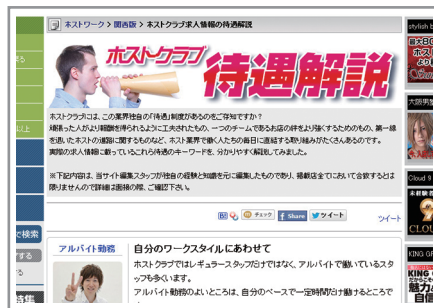 ホストワーク > 関西版 > ホストクラブ求人情報の待遇解説
stylish b
ホストクラブ
待遇解説
ホストクラブには、この業界独自の「待遇」制度があるのをご存知ですか？
頑張った人がより報酬を得られるように工夫されたもの、一つのチームであるお店の絆をより強くするためのもの、第一線
を退いたホストの進路に関するものなど、ホスト業界で働く人たちの毎日に直結する取り組みがたくさんあるのです。
実際の求人情報に載っているこれら待遇のキーワードを、分かりやすく解説してみました。
大阪男塾
以上
※下記内容は、当サイト編集スタッフが独自の経験と知識を元に編集したものであり、掲載店全てにおいて合致するとは
限りませんので詳細は面接の際、ご確認下さい。
Cloud 9
チェック
Share
ツイート
ツイート
CLOU
で検索
アルバイト勤務
自分のワークスタイルにあわせて
ホストクラブではレギュラースタッフだけではなく、アルバイトで働いているスタ
ッフも多くいます。
アルバイト勤務のよいところは、自分のペースで一定時間だけ働けるところで
KING GR
KING
魅力
自
特集
する